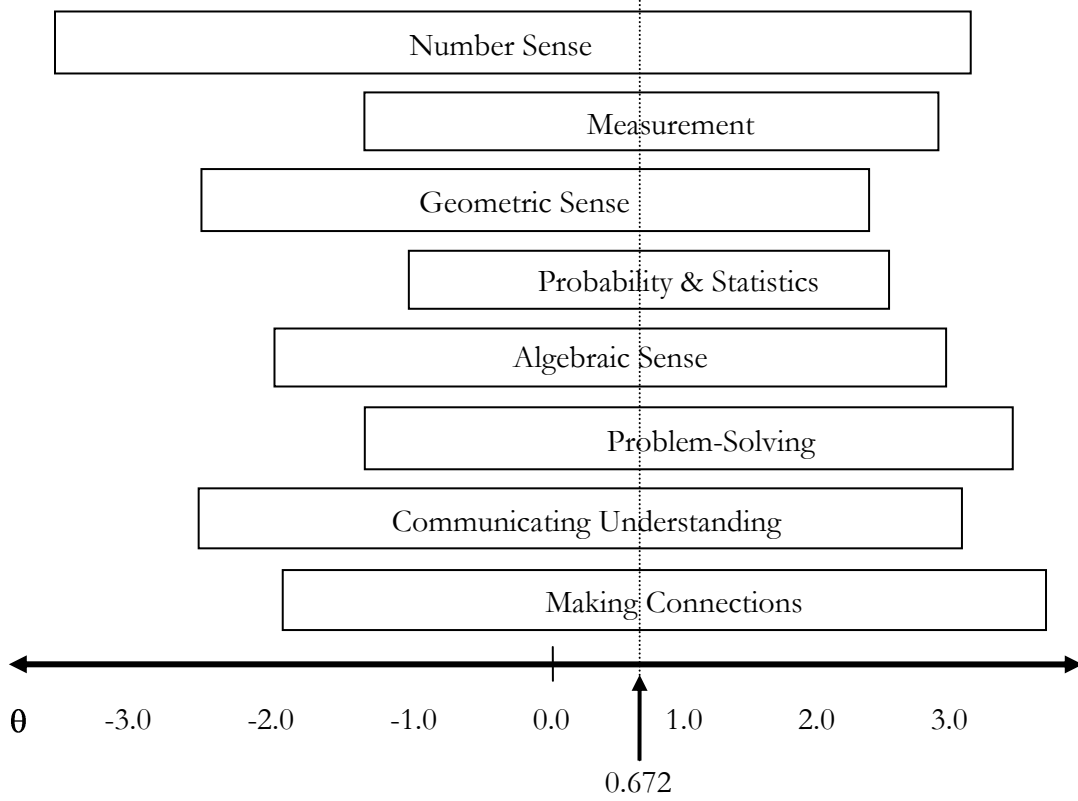 Number Sense
Measurement
Geometric Sense
Probability & Statistics
Algebraic Sense
Problem-Solving
Communicating Understanding
Making Connections
θ -3.0 -2.0 -1.0 0.0 1.0 2.0 3.0
0.672